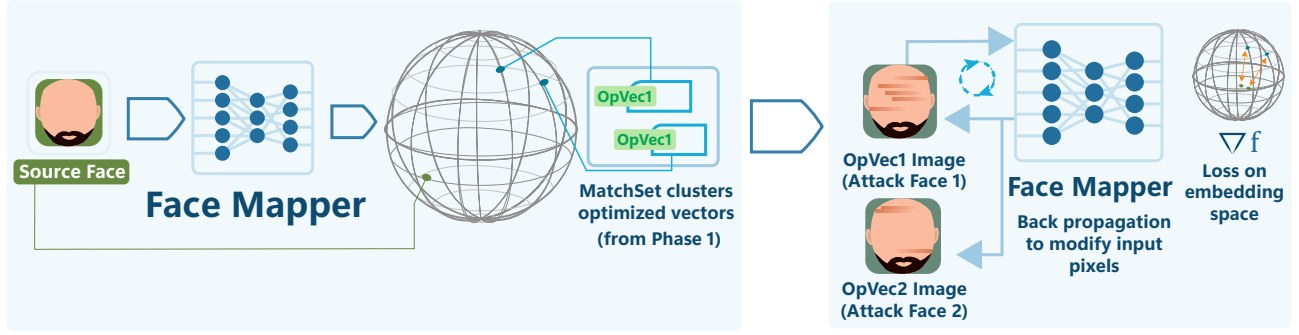 Source Face
Face Mapper
OpVec1
OpVec1
MatchSet clusters
optimized vectors
(from Phase 1)
OpVec1 Image
(Attack Face 1)
OpVec2 Image
(Attack Face 2)
Face Mapper
Back propagation
to modify input
pixels
▽f
Loss on
embedding
space